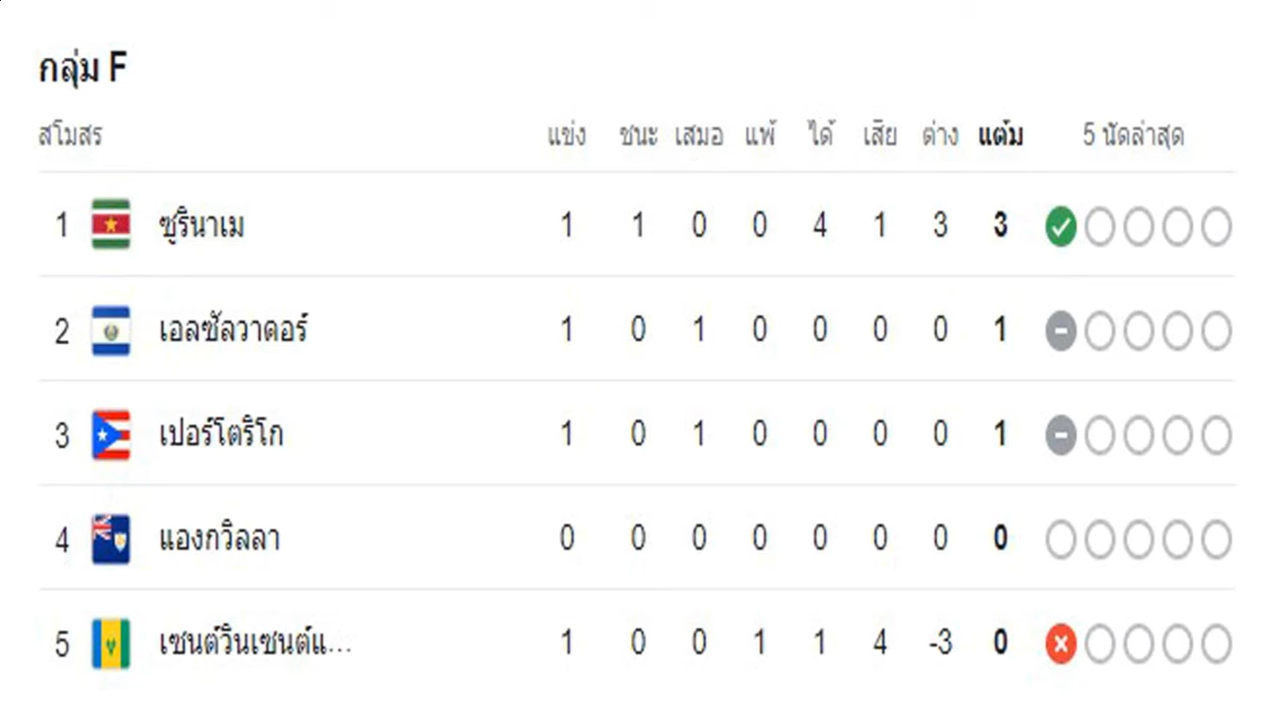 กลุ่ม F
สโมสร แข่ง ชนะ เสมอ แพ้ ได้ เสีย ต่าง แต้ม 5 นัดล่าสุด
1 ซูรินาเม 1 1 0 0 4 1 3 3
2 เอลซัลวาดอร์ 1 0 1 0 0 0 0 1
3 เปอร์โตริโก 1 0 1 0 0 0 0 1
4 แองกวิลลา 0 0 0 0 0 0 0 0
5 เซนต์วินเซนต์แ... 1 0 0 1 1 4 -3 0